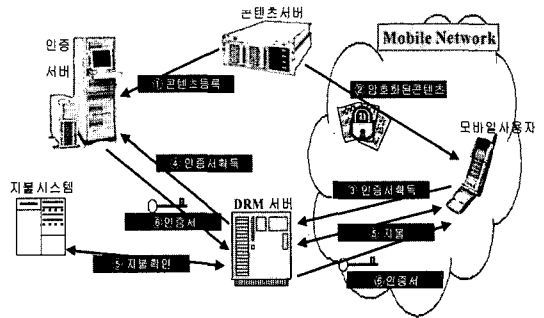 콘텐츠서버
인증
서버
Mobile Network
①콘텐츠등록
② 암호화된콘텐츠
모바일사용자
④ 인증서획득
③ 인증서획득
지불시스템
⑥인증서
DRM 서버
⑤ 지불
⑤ 지불확인
⑥인증서